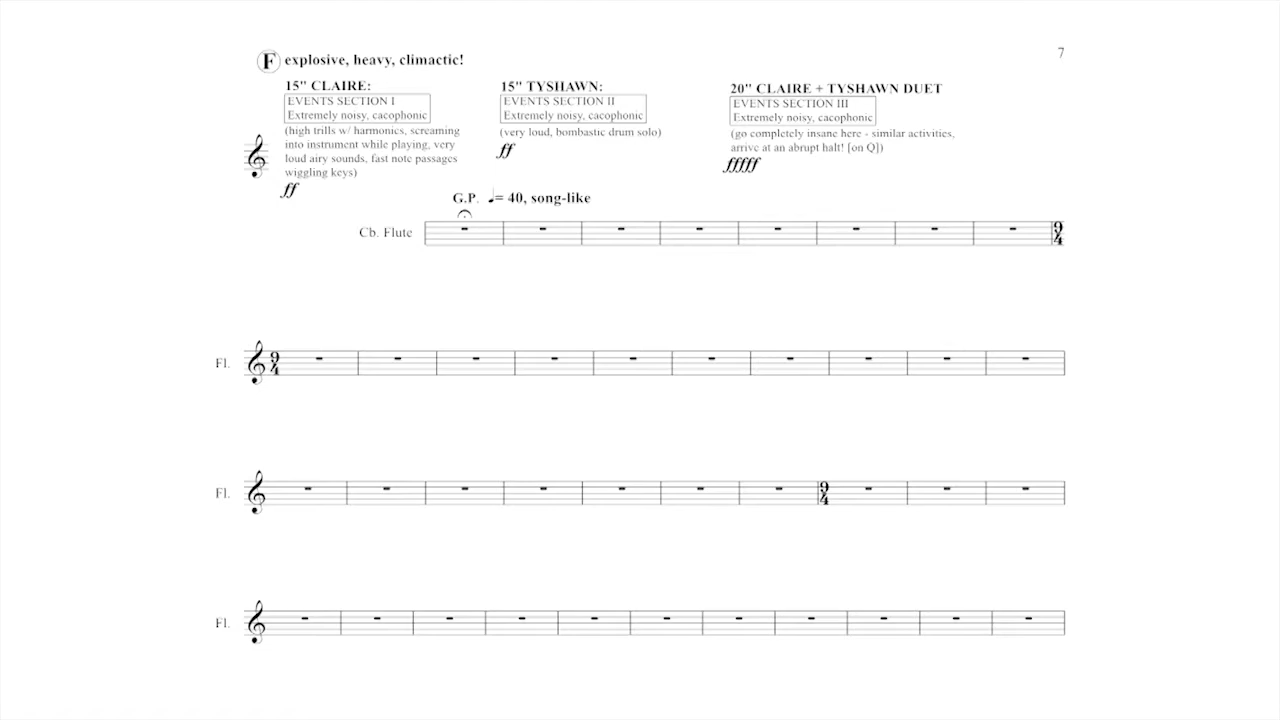 7
F explosive, heavy, climactic!
15" CLAIRE:
EVENTS SECTION I
Extremely noisy, cacophonic
(high trills w/ harmonics, screaming
into instrument while playing, very
loud airy sounds, fast note passages
wiggling keys)
ff
15" TYSHAWN:
EVENTS SECTION II
Extremely noisy, cacophonic
(very loud, bombastic drum solo)
ff
20" CLAIRE + TYSHAWN DUET
EVENTS SECTION III
Extremely noisy, cacophonic
(go completely insane here - similar activities,
arrive at an abrupt halt! [on Q])
fffff
G.P. ♩= 40, song-like
Cb. Flute
9
4
Fl.
9
4
Fl.
9
4
Fl.